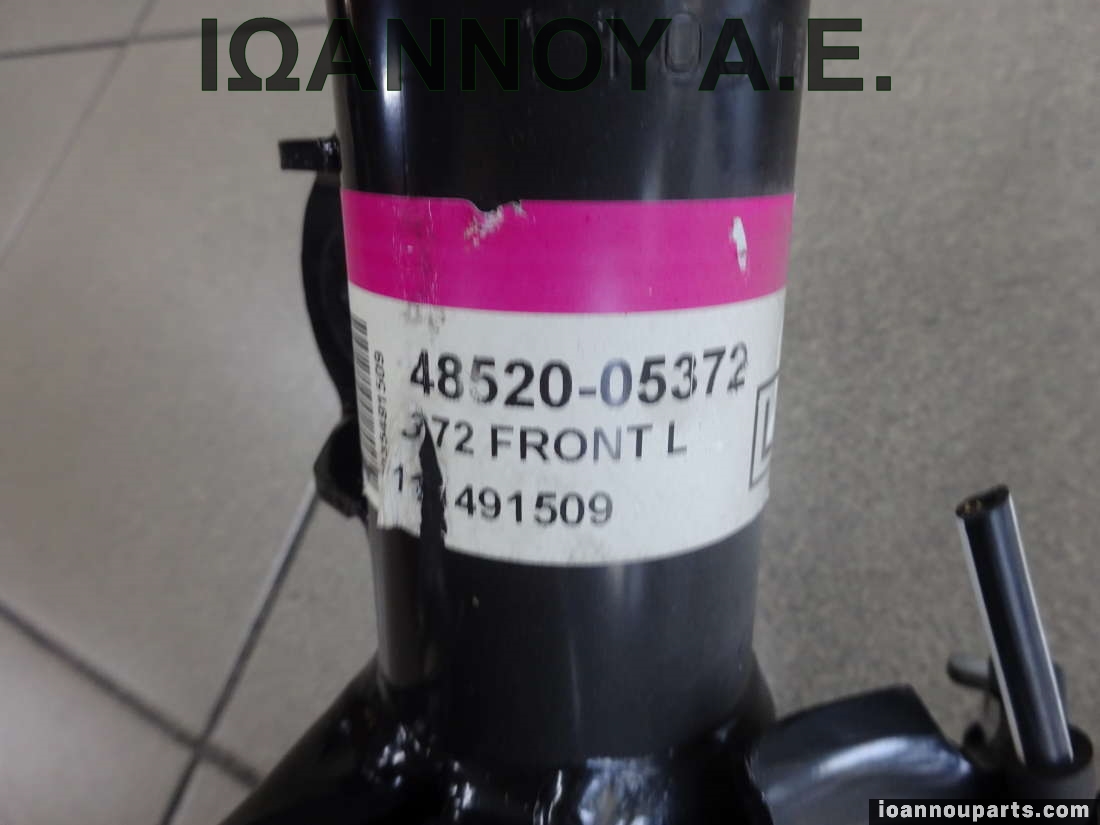 ΙΩΑΝΝΟΥ Α.Ε.
48520-05372
372 FRONT L
491509
L
ioannouparts.com